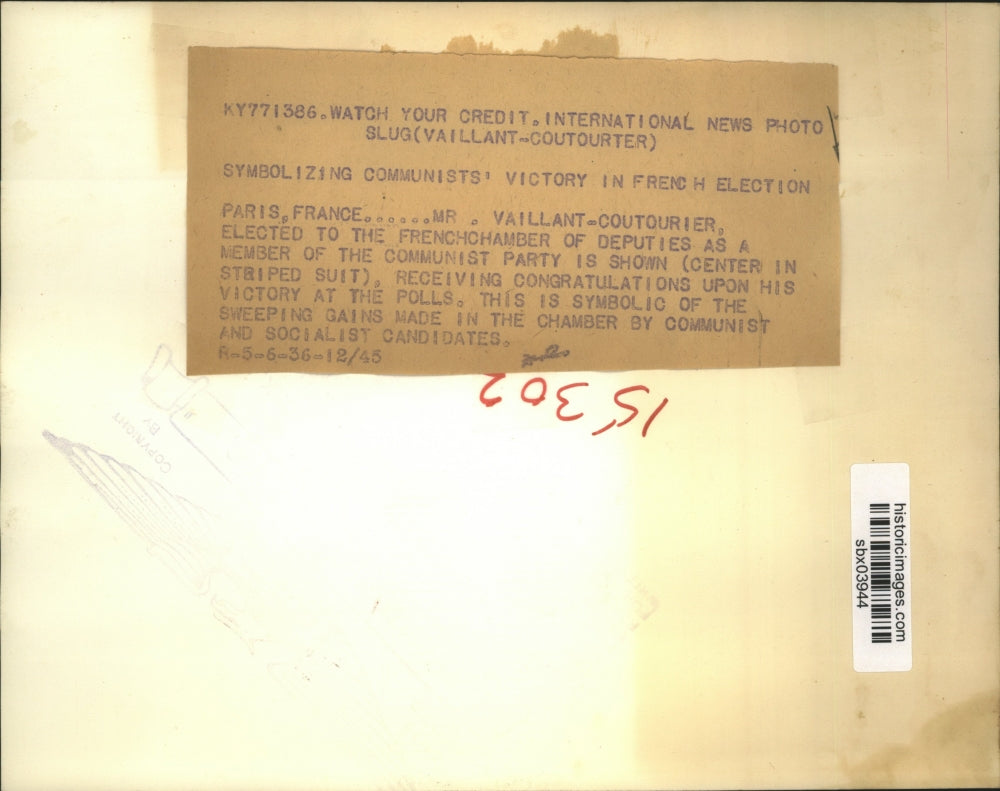 KY771386.WATCH YOUR CREDIT.INTERNATIONAL NEWS PHOTO
SLUG(VAILLANT-COUTOURTER)
SYMBOLIZING COMMUNISTS' VICTORY IN FRENCH ELECTION
PARIS,FRANCE......MR . VAILLANT-COUTOURIER,
ELECTED TO THE FRENCHCHAMBER OF DEPUTIES AS A
MEMBER OF THE COMMUNIST PARTY IS SHOWN (CENTER IN
STRIPED SUIT), RECEIVING CONGRATULATIONS UPON HIS
VICTORY AT THE POLLS. THIS IS SYMBOLIC OF THE
SWEEPING GAINS MADE IN THE CHAMBER BY COMMUNIST
AND SOCIALIST CANDIDATES.
R-5-6-36-12/45
15,302
COPYRIGHT
BY
historicimages.com
sbx03944